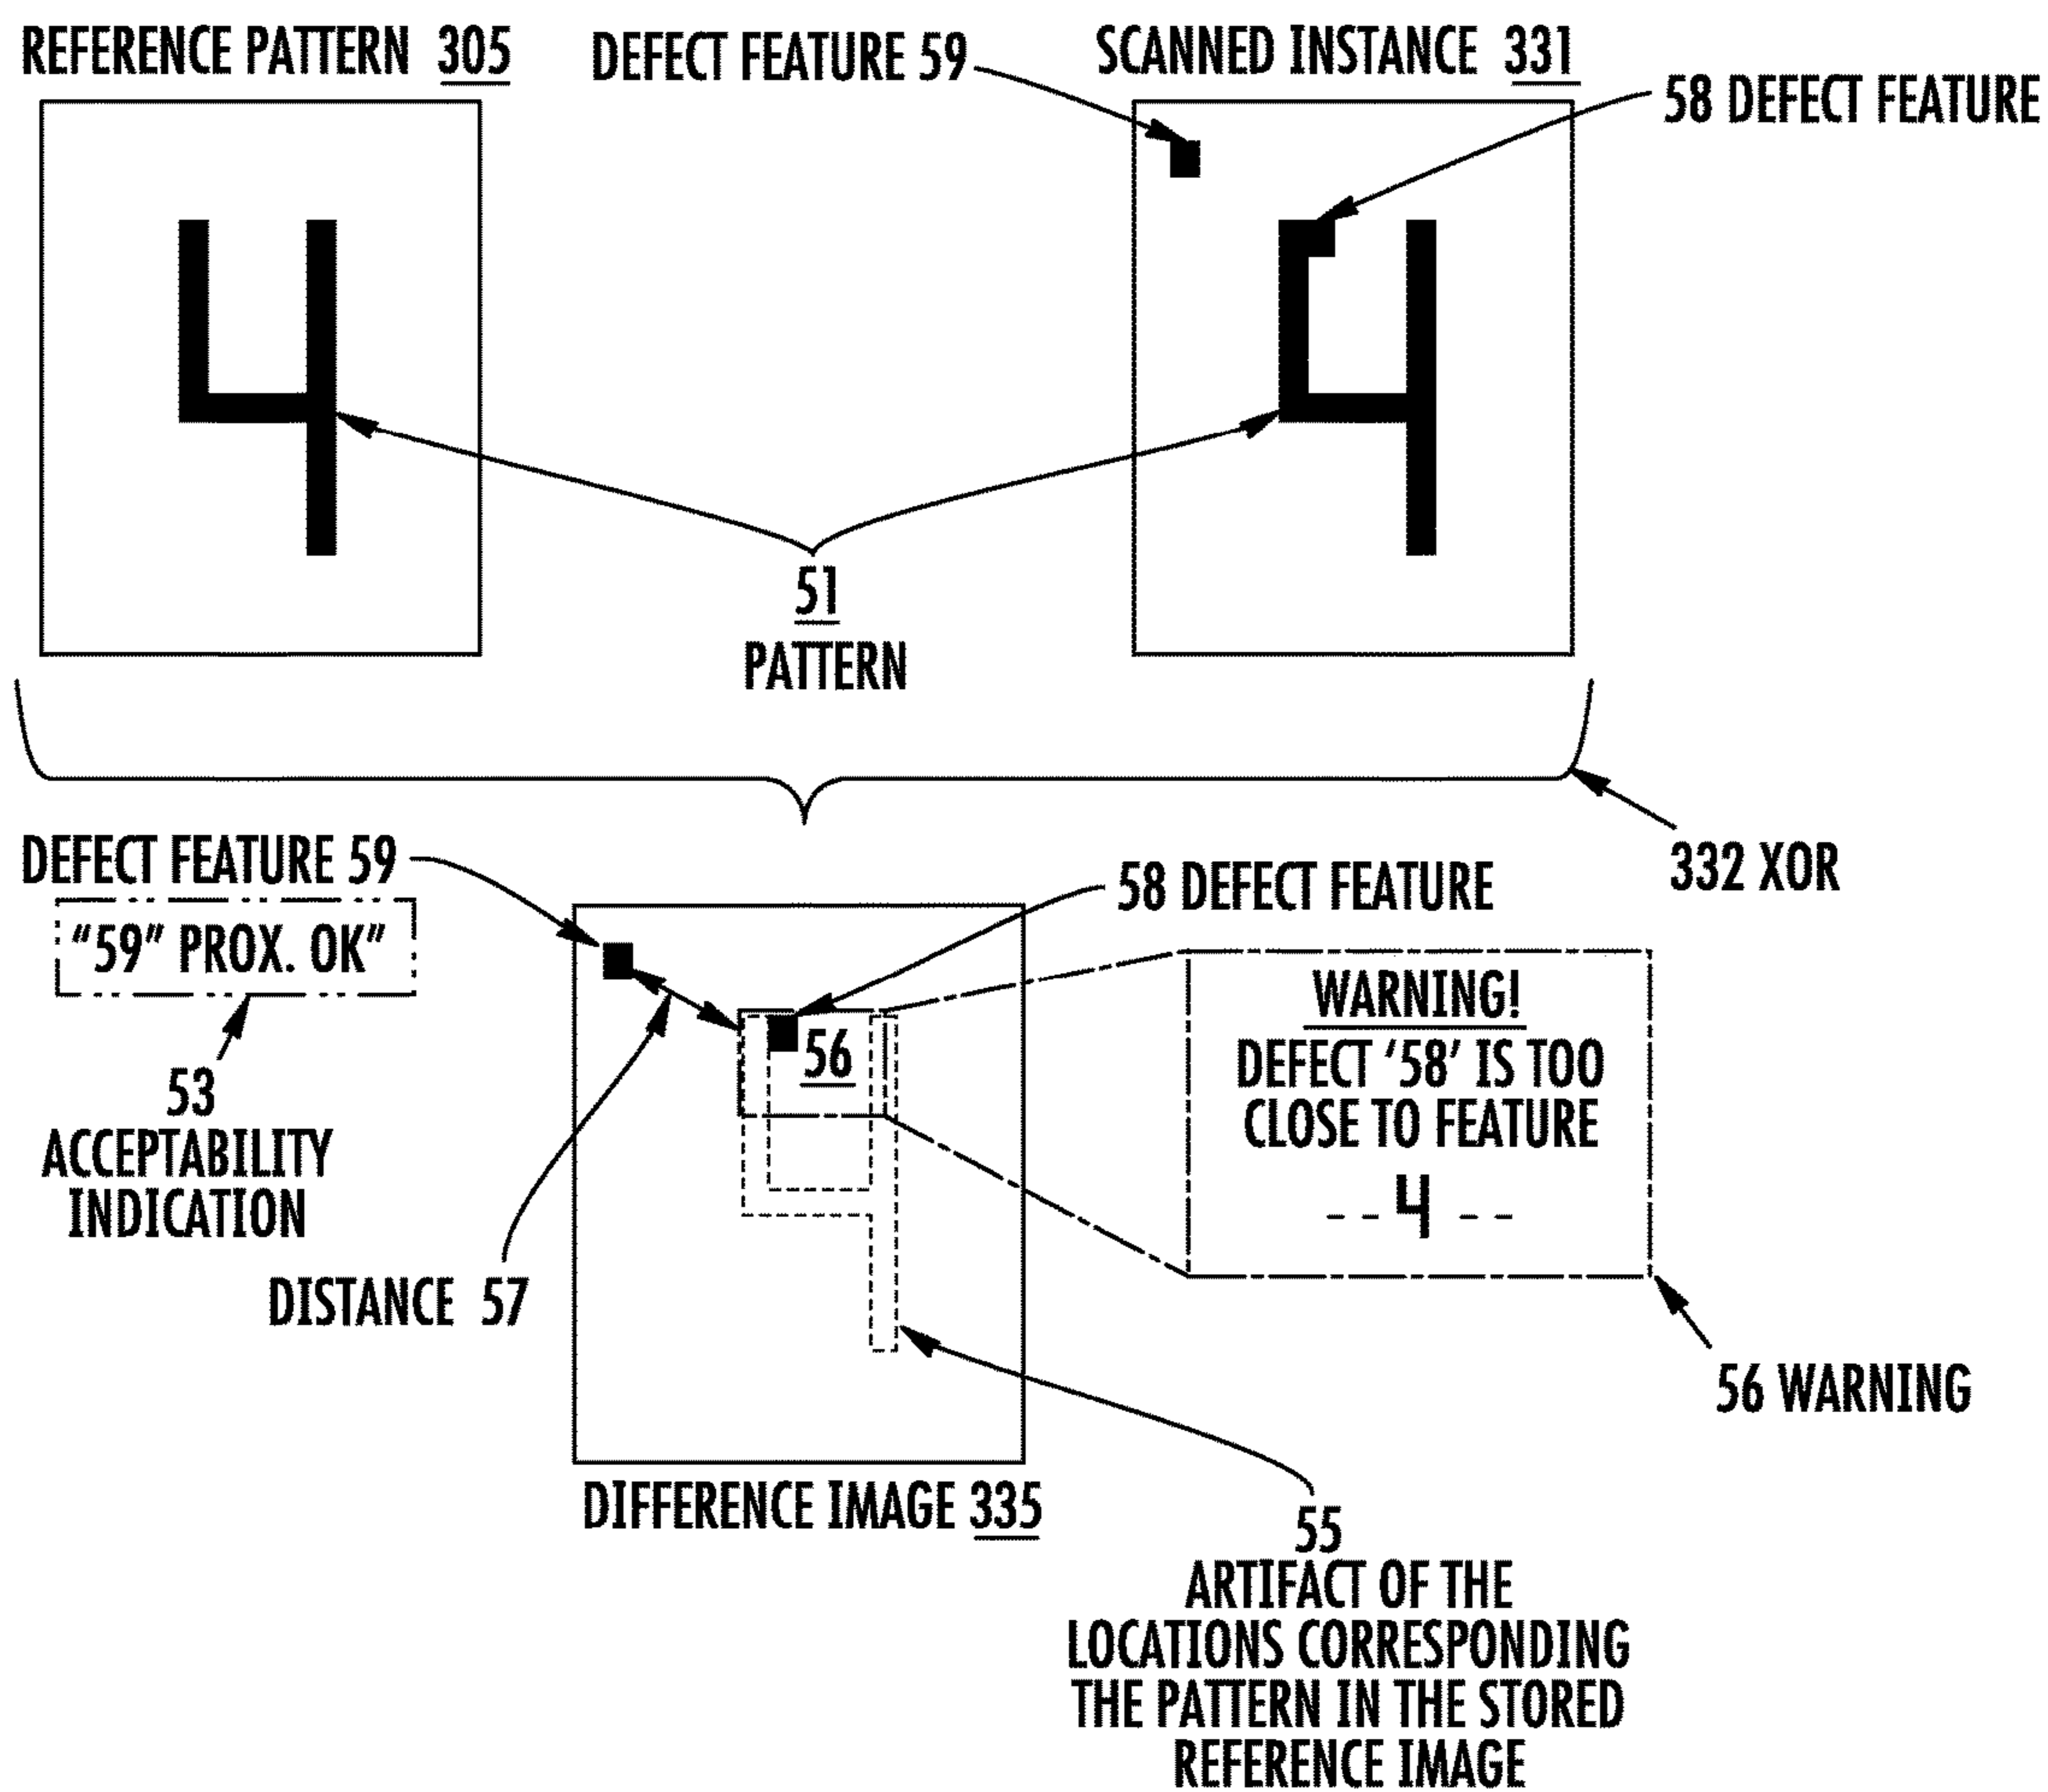 REFERENCE PATTERN 305
DEFECT FEATURE 59
SCANNED INSTANCE 331
58 DEFECT FEATURE
4
4
51
PATTERN
332 XOR
DEFECT FEATURE 59
58 DEFECT FEATURE
"59" PROX. OK"
53
ACCEPTABILITY
INDICATION
56
WARNING!
DEFECT '58' IS TOO
CLOSE TO FEATURE
- - 4 - -
DISTANCE 57
56 WARNING
DIFFERENCE IMAGE 335
55
ARTIFACT OF THE
LOCATIONS CORRESPONDING
THE PATTERN IN THE STORED
REFERENCE IMAGE